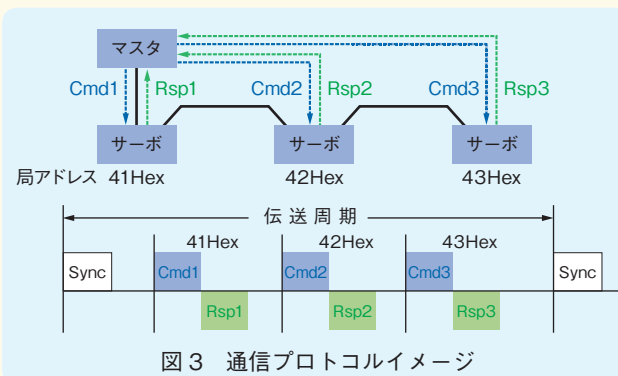 マスタ
Cmd1 Rsp1 Cmd2 Rsp2 Cmd3 Rsp3
サーボ サーボ サーボ
局アドレス 41Hex 42Hex 43Hex
伝送周期
41Hex 42Hex 43Hex
Sync Cmd1 Cmd2 Cmd3 Sync
Rsp1 Rsp2 Rsp3
図3 通信プロトコルイメージ